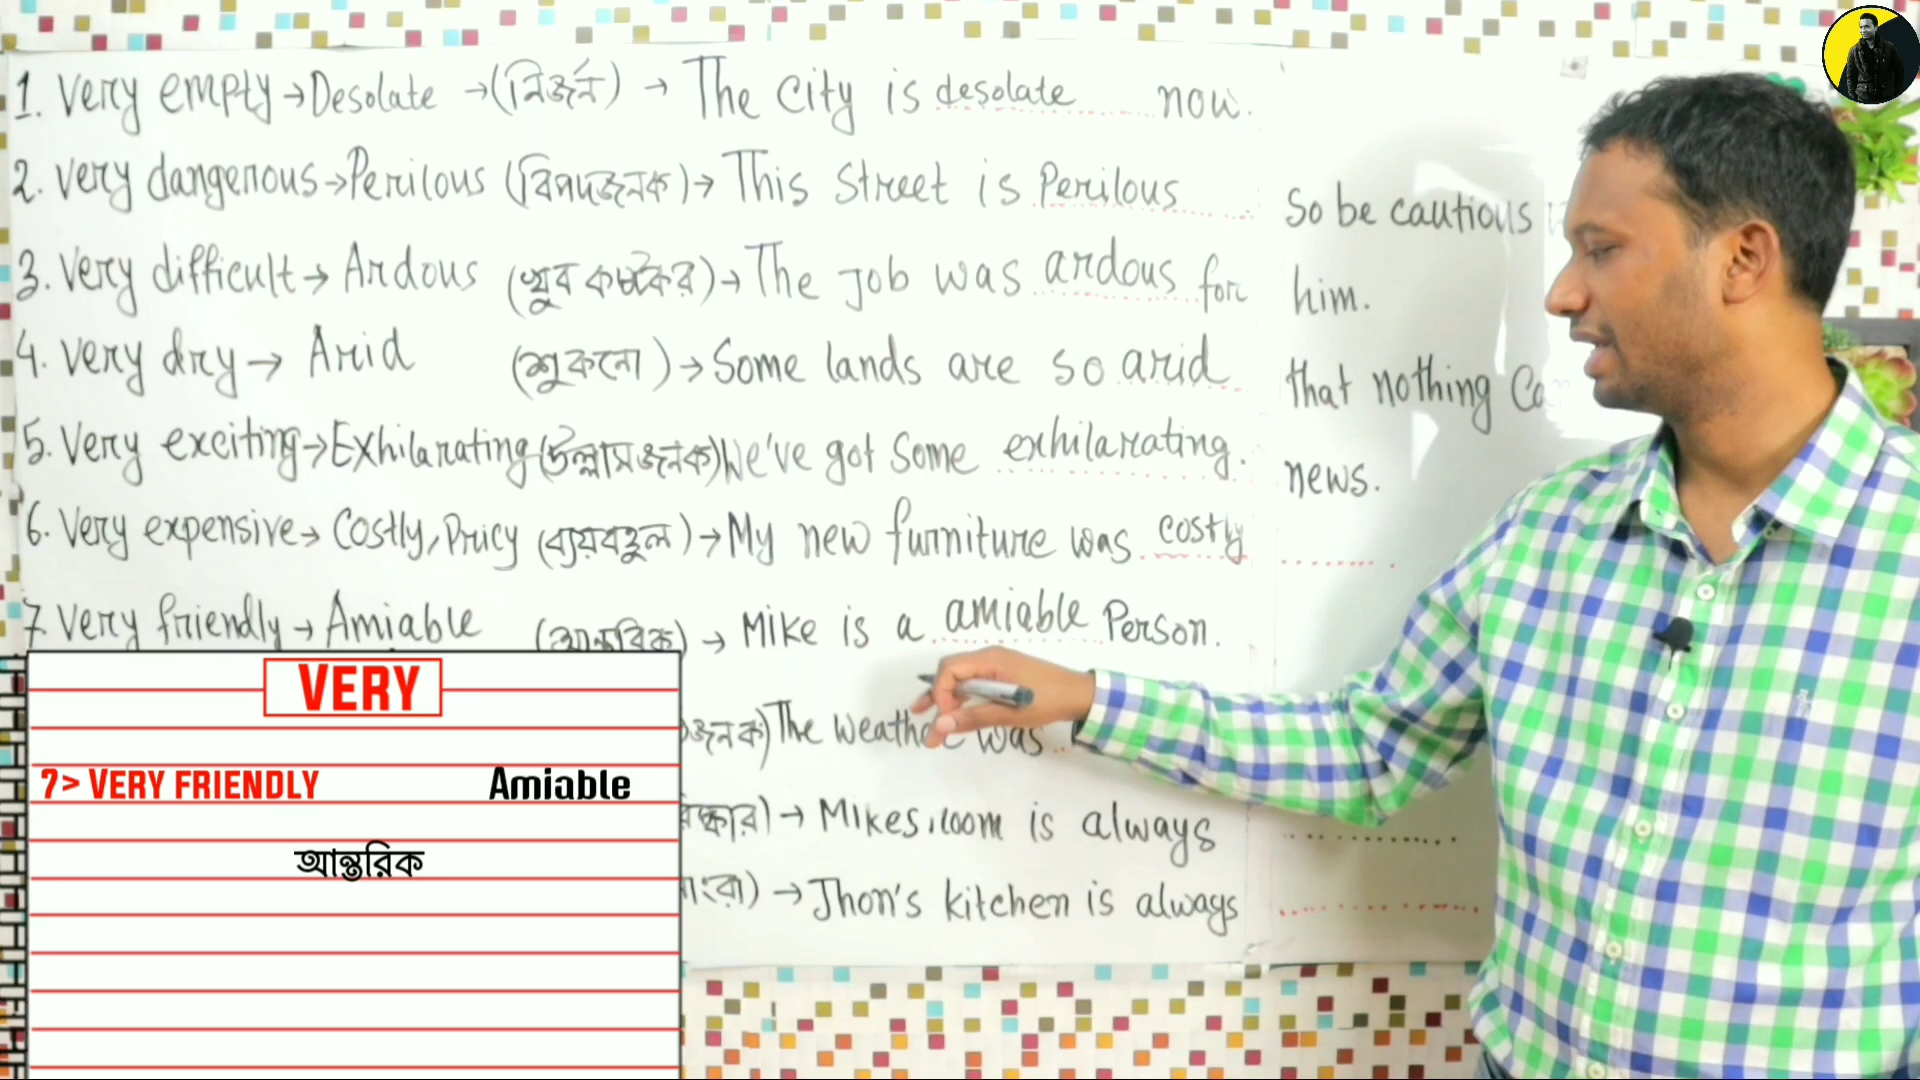 1. Very empty → Desolate → (নির্জন) → The City is desolate now.
2. Very dangerous → Perilous (বিপদজনক) → This Street is Perilous So be cautious
3. Very difficult → Ardous (খুব কষ্টকর) → The Job was ardous for him.
4. Very dry → Arid (শুকনো) → Some lands are so arid that nothing
5. Very exciting → Exhilarating (উল্লাসজনক) We've got Some exhilarating. news.
6. Very expensive → Costly, Pricy (ব্যয়বহুল) → My new furniture was costly
7. Very friendly → Amiable (আন্তরিক) → Mike is a amiable Person.
The Weather was
→ Mikes room is always
→ Jhon's kitchen is always
VERY
7> VERY FRIENDLY Amiable
আন্তরিক